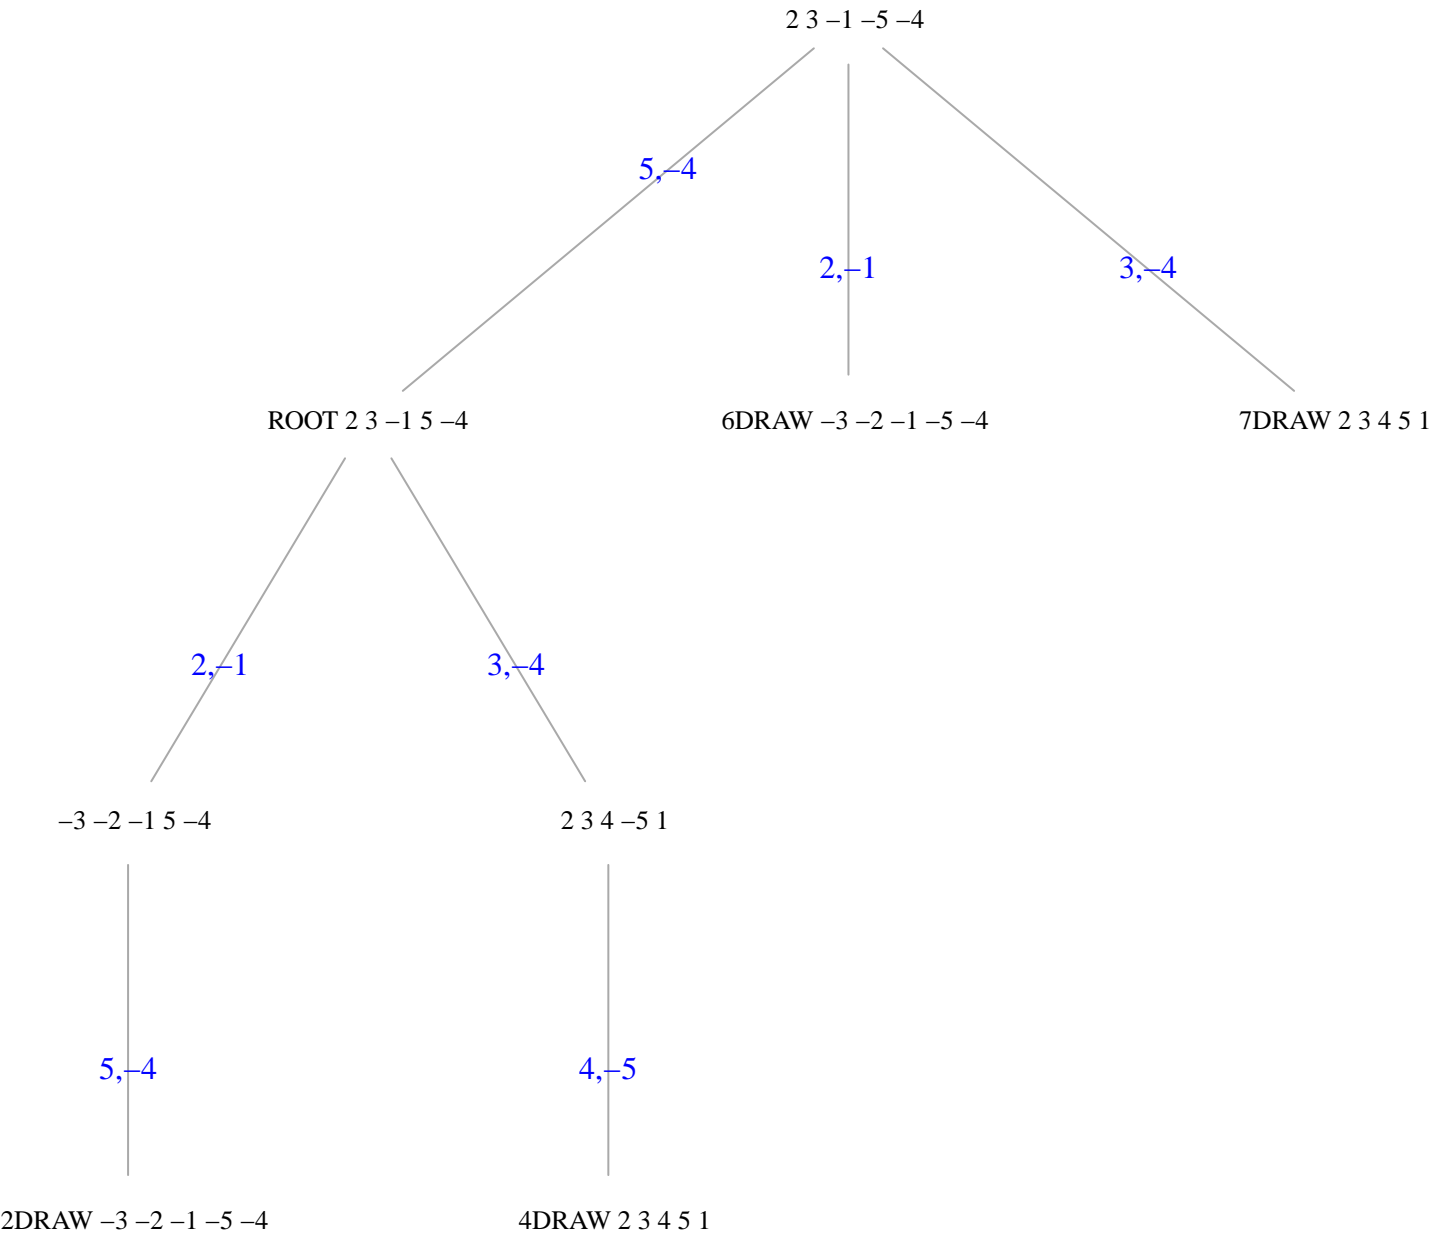 2 3 –1 –5 –4
5,–4
2,–1
3,–4
ROOT 2 3 –1 5 –4
6DRAW –3 –2 –1 –5 –4
7DRAW 2 3 4 5 1
2,–1
3,–4
–3 –2 –1 5 –4
2 3 4 –5 1
5,–4
4,–5
2DRAW –3 –2 –1 –5 –4
4DRAW 2 3 4 5 1